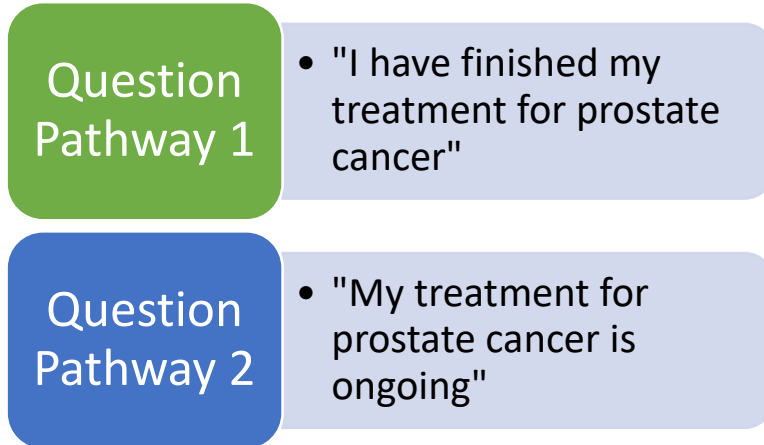 Question
Pathway 1
• "I have finished my
treatment for prostate
cancer"
Question
Pathway 2
• "My treatment for
prostate cancer is
ongoing"